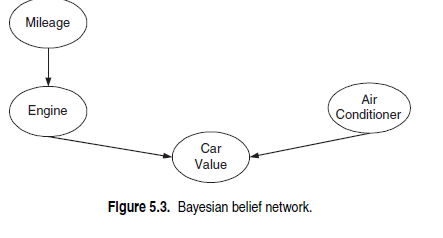 Mileage
Engine
Air
Conditioner
Car
Value
Figure 5.3. Bayesian belief network.